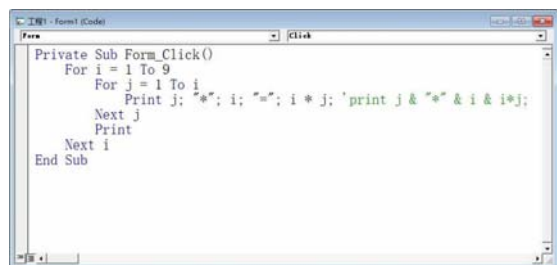 工程1 - Form1 (Code)
Form Click
Private Sub Form_Click()
For i = 1 To 9
For j = 1 To i
Print j; "*"; i; "="; i * j; 'print j & "*" & i & i*j;
Next j
Print
Next i
End Sub